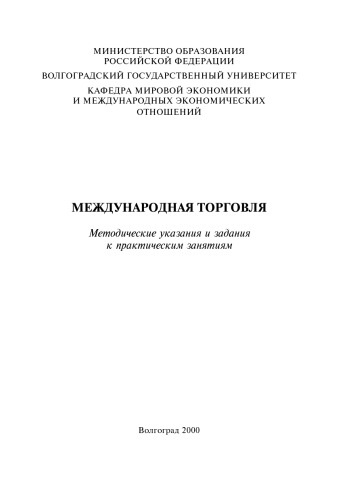 МИНИСТЕРСТВО ОБРАЗОВАНИЯ
РОССИЙСКОЙ ФЕДЕРАЦИИ
ВОЛГОГРАДСКИЙ ГОСУДАРСТВЕННЫЙ УНИВЕРСИТЕТ
КАФЕДРА МИРОВОЙ ЭКОНОМИКИ
И МЕЖДУНАРОДНЫХ ЭКОНОМИЧЕСКИХ
ОТНОШЕНИЙ
МЕЖДУНАРОДНАЯ ТОРГОВЛЯ
Методические указания и задания
к практическим занятиям
Волгоград 2000